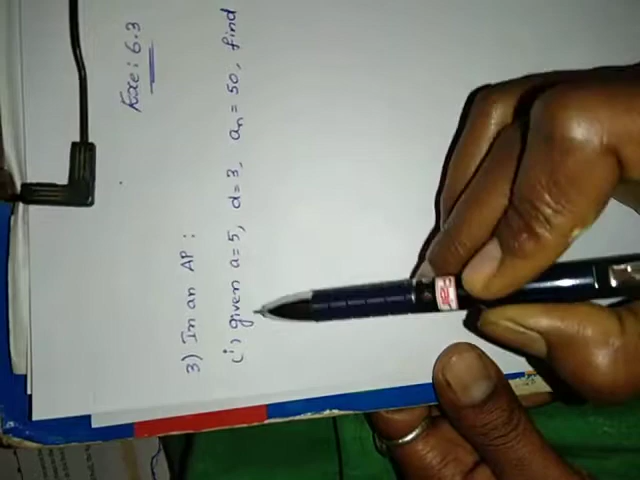 Exe: 6.3
3) In an AP:
(i) given a=5, d=3, an = 50, find